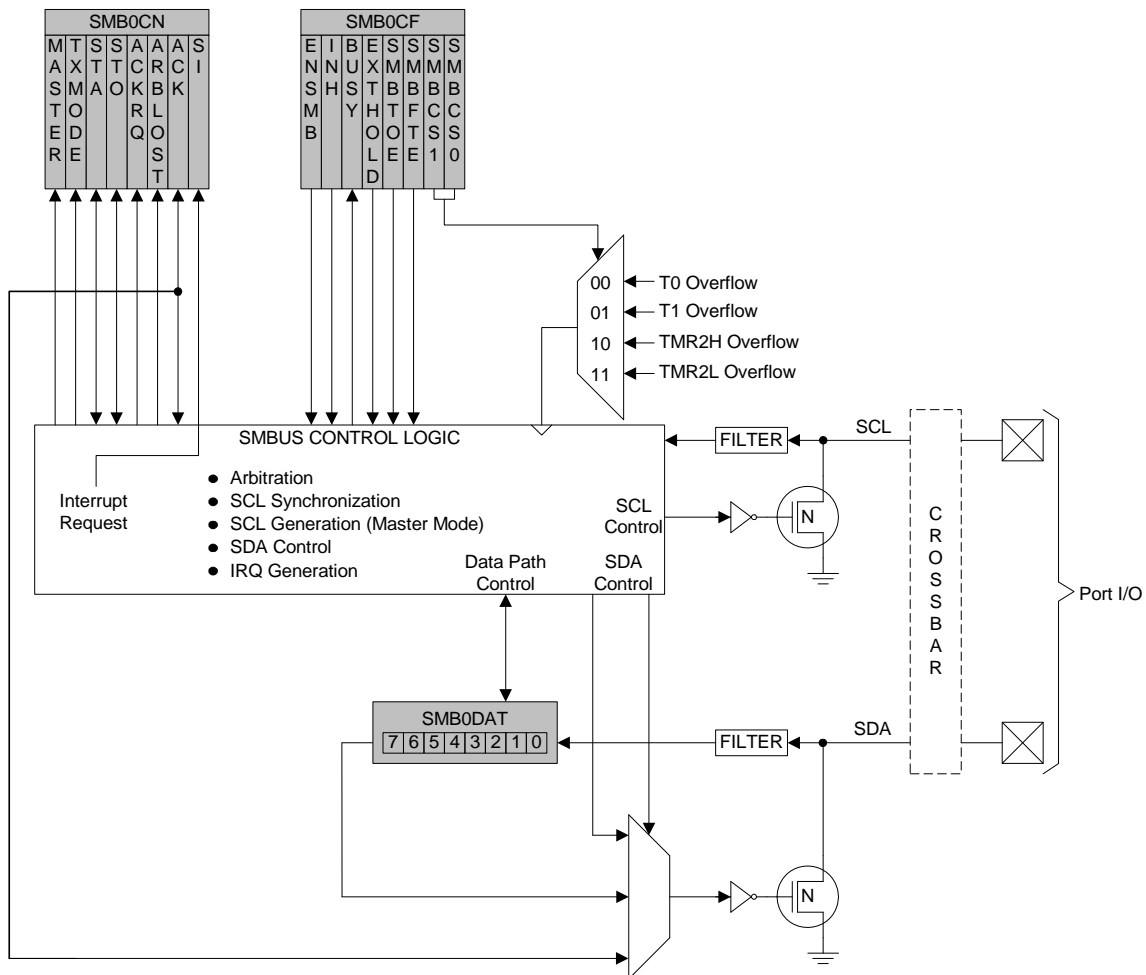 SMB0CN
MASTER
TXMODE
STA
STO
ACKRQ
ARBLOST
ACK
SI
SMB0CF
ENSMB
INH
BUSY
EXTHOLD
SMBTOE
SMBFTE
SMBCS1
SMBCS0
00
T0 Overflow
01
T1 Overflow
10
TMR2H Overflow
11
TMR2L Overflow
SMBUS CONTROL LOGIC
Interrupt
Request
● Arbitration
● SCL Synchronization
● SCL Generation (Master Mode)
● SDA Control
● IRQ Generation
SCL
Control
Data Path
Control
SDA
Control
FILTER
SCL
N
CROSSBAR
Port I/O
SMB0DAT
7 6 5 4 3 2 1 0
FILTER
SDA
N